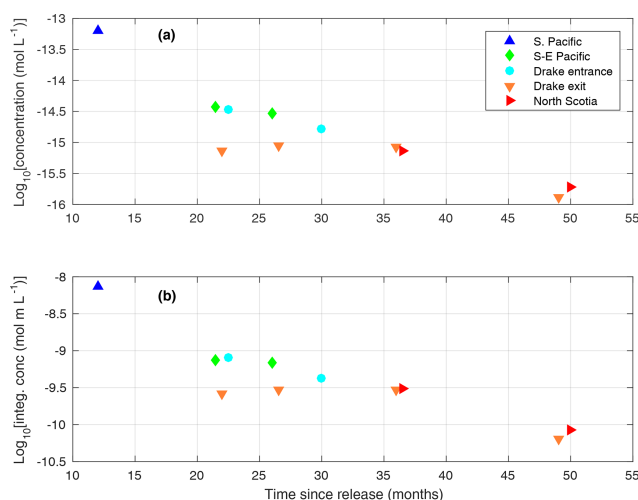 -13
-13.5
-14
-14.5
-15
-15.5
-16
Log10[concentration (mol L-1)]
(a)
S. Pacific
S-E Pacific
Drake entrance
Drake exit
North Scotia
10 15 20 25 30 35 40 45 50 55
-8
-8.5
-9
-9.5
-10
-10.5
Log10[integ. conc (mol m L-1)]
(b)
10 15 20 25 30 35 40 45 50 55
Time since release (months)